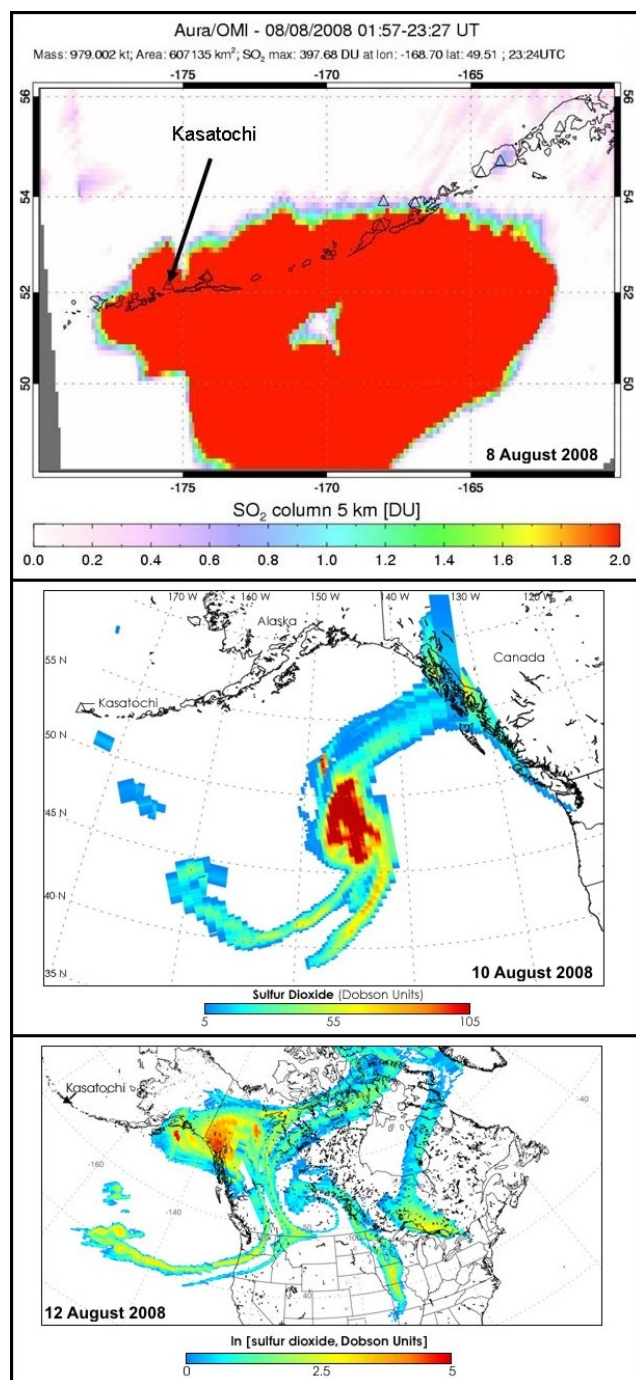 Aura/OMI - 08/08/2008 01:57-23:27 UT
Mass: 979.002 kt; Area: 607135 km²; SO₂ max: 397.68 DU at lon: -168.70 lat: 49.51 ; 23:24UTC
-175 -170 -165
56 56
Kasatochi
54 54
52 52
50 50
8 August 2008
-175 -170 -165
SO₂ column 5 km [DU]
0.0 0.2 0.4 0.6 0.8 1.0 1.2 1.4 1.6 1.8 2.0
170 W 160 W 150 W 140 W 130 W 120 W
Alaska
Canada
55 N
Kasatochi
50 N
45 N
40 N
35 N
10 August 2008
Sulfur Dioxide (Dobson Units)
5 55 105
Kasatochi
-40
-160
-140
12 August 2008
ln [sulfur dioxide, Dobson Units]
0 2.5 5